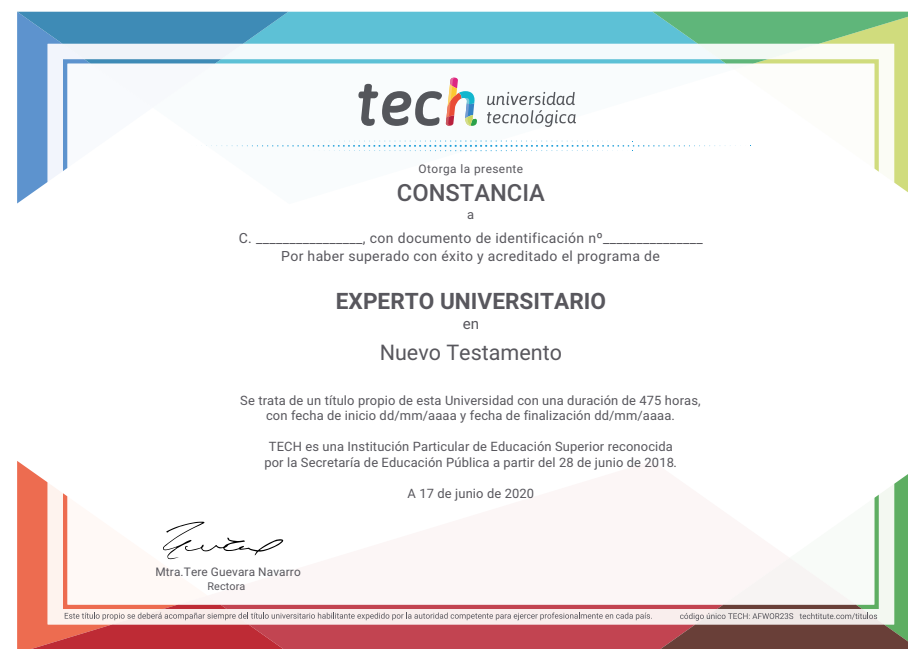 tech universidad
tecnológica
Otorga la presente
CONSTANCIA
a
C. ________________, con documento de identificación nº_______________
Por haber superado con éxito y acreditado el programa de
EXPERTO UNIVERSITARIO
en
Nuevo Testamento
Se trata de un título propio de esta Universidad con una duración de 475 horas,
con fecha de inicio dd/mm/aaaa y fecha de finalización dd/mm/aaaa.
TECH es una Institución Particular de Educación Superior reconocida
por la Secretaría de Educación Pública a partir del 28 de junio de 2018.
A 17 de junio de 2020
Mtra.Tere Guevara Navarro
Rectora
Este título propio se deberá acompañar siempre del título universitario habilitante expedido por la autoridad competente para ejercer profesionalmente en cada país. código único TECH: AFWOR23S techtitute.com/titulos